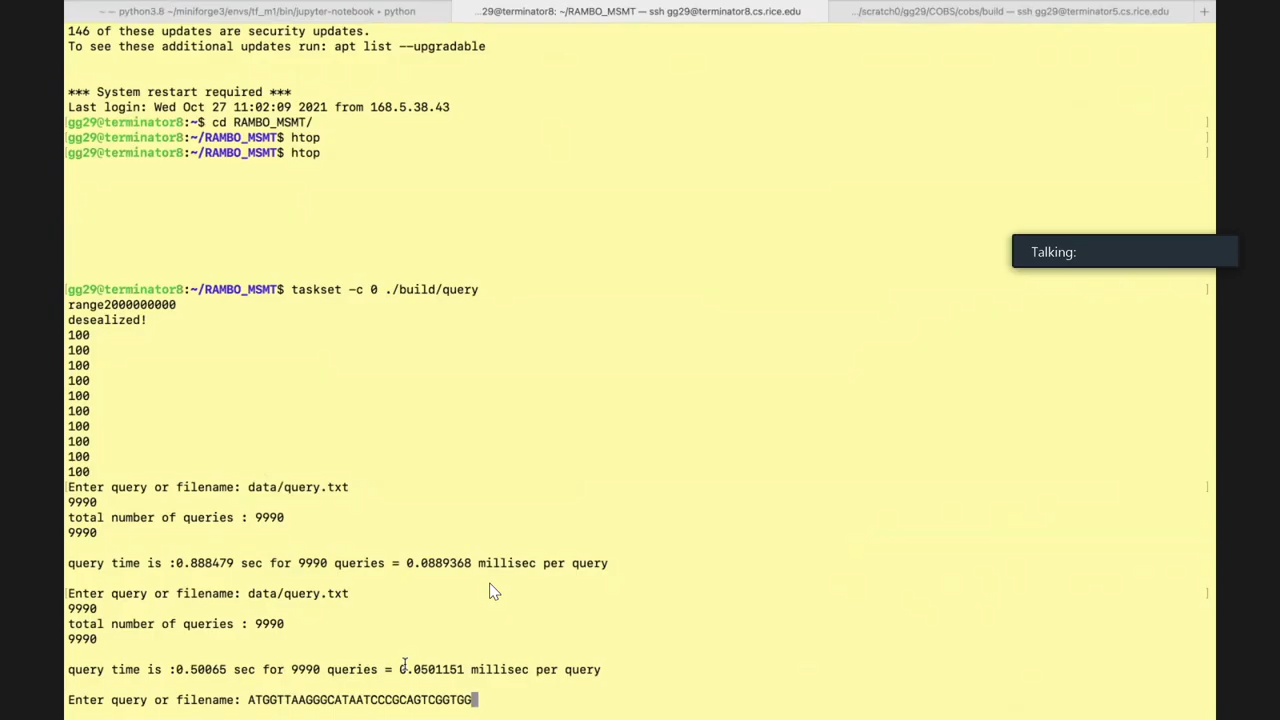 ~ – python3.8 ~/miniforge3/envs/tf_m1/bin/jupyter-notebook • python
...29@terminator8: ~/RAMBO_MSMT — ssh gg29@terminator8.cs.rice.edu
.../scratch0/gg29/COBS/cobs/build — ssh gg29@terminator5.cs.rice.edu
+
146 of these updates are security updates.
To see these additional updates run: apt list --upgradable
*** System restart required ***
Last login: Wed Oct 27 11:02:09 2021 from 168.5.38.43
[gg29@terminator8:~$ cd RAMBO_MSMT/ ]
[gg29@terminator8:~/RAMBO_MSMT$ htop ]
[gg29@terminator8:~/RAMBO_MSMT$ htop ]
Talking:
[gg29@terminator8:~/RAMBO_MSMT$ taskset -c 0 ./build/query ]
range2000000000
desealized!
100
100
100
100
100
100
100
100
100
100
[Enter query or filename: data/query.txt ]
9990
total number of queries : 9990
9990
query time is :0.888479 sec for 9990 queries = 0.0889368 millisec per query
[Enter query or filename: data/query.txt ]
9990
total number of queries : 9990
9990
query time is :0.50065 sec for 9990 queries = 0.0501151 millisec per query
Enter query or filename: ATGGTTAAGGGCATAATCCCGCAGTCGGTGG